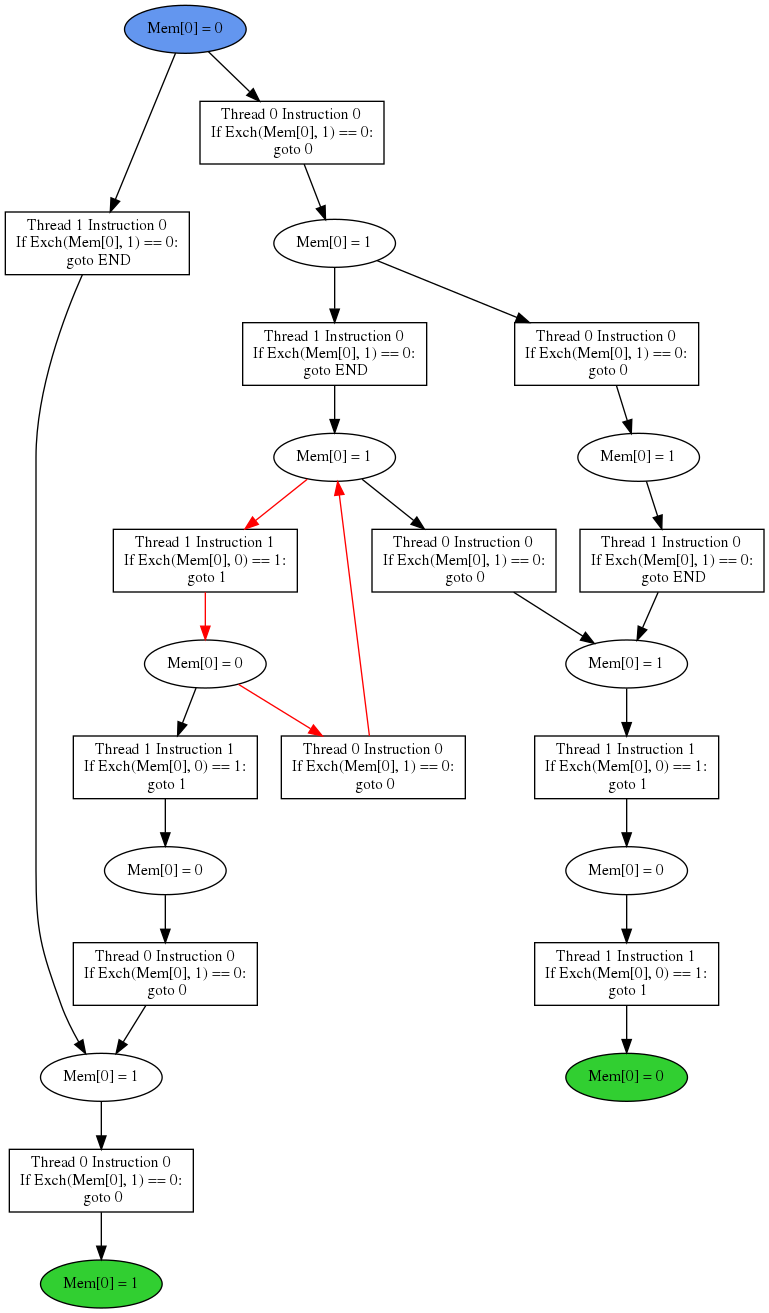 Mem[0] = 0
Thread 0 Instruction 0
If Exch(Mem[0], 1) == 0:
goto 0
Thread 1 Instruction 0
If Exch(Mem[0], 1) == 0:
goto END
Mem[0] = 1
Thread 1 Instruction 0
If Exch(Mem[0], 1) == 0:
goto END
Thread 0 Instruction 0
If Exch(Mem[0], 1) == 0:
goto 0
Mem[0] = 1
Mem[0] = 1
Thread 1 Instruction 1
If Exch(Mem[0], 0) == 1:
goto 1
Thread 0 Instruction 0
If Exch(Mem[0], 1) == 0:
goto 0
Thread 1 Instruction 0
If Exch(Mem[0], 1) == 0:
goto END
Mem[0] = 0
Mem[0] = 1
Thread 1 Instruction 1
If Exch(Mem[0], 0) == 1:
goto 1
Thread 0 Instruction 0
If Exch(Mem[0], 1) == 0:
goto 0
Thread 1 Instruction 1
If Exch(Mem[0], 0) == 1:
goto 1
Mem[0] = 0
Mem[0] = 0
Thread 0 Instruction 0
If Exch(Mem[0], 1) == 0:
goto 0
Thread 1 Instruction 1
If Exch(Mem[0], 0) == 1:
goto 1
Mem[0] = 1
Mem[0] = 0
Thread 0 Instruction 0
If Exch(Mem[0], 1) == 0:
goto 0
Mem[0] = 1